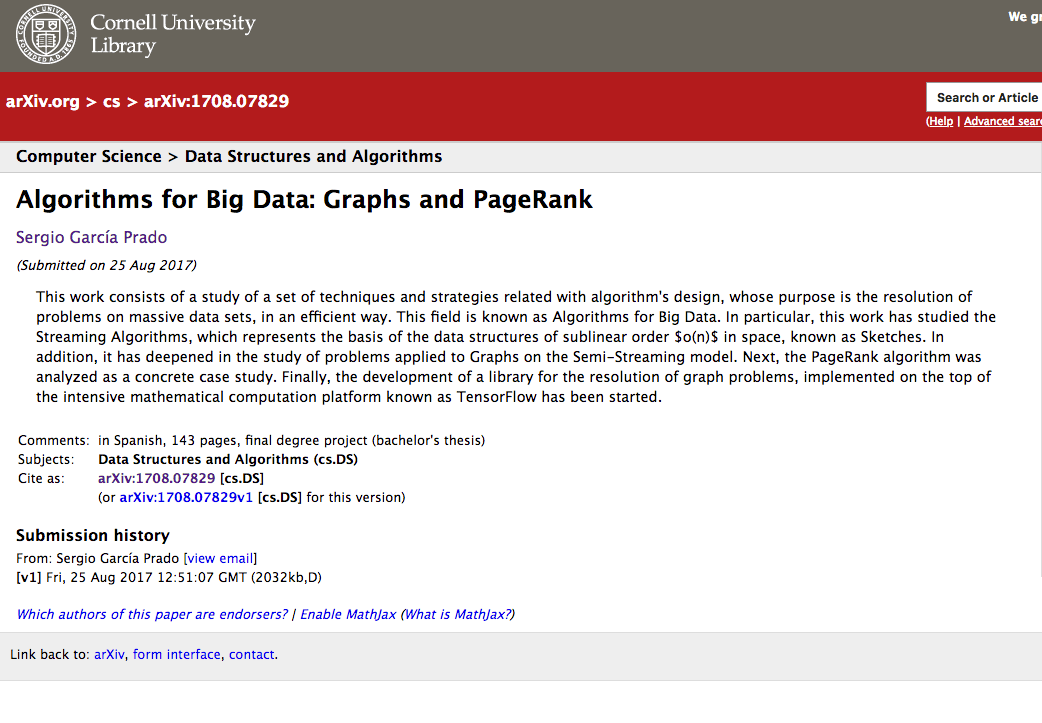 Cornell University
Library
We gr
arXiv.org > cs > arXiv:1708.07829
Search or Article
(Help | Advanced sear
Computer Science > Data Structures and Algorithms
Algorithms for Big Data: Graphs and PageRank
Sergio García Prado
(Submitted on 25 Aug 2017)
This work consists of a study of a set of techniques and strategies related with algorithm's design, whose purpose is the resolution of
problems on massive data sets, in an efficient way. This field is known as Algorithms for Big Data. In particular, this work has studied the
Streaming Algorithms, which represents the basis of the data structures of sublinear order $o(n)$ in space, known as Sketches. In
addition, it has deepened in the study of problems applied to Graphs on the Semi-Streaming model. Next, the PageRank algorithm was
analyzed as a concrete case study. Finally, the development of a library for the resolution of graph problems, implemented on the top of
the intensive mathematical computation platform known as TensorFlow has been started.
Comments: in Spanish, 143 pages, final degree project (bachelor's thesis)
Subjects: Data Structures and Algorithms (cs.DS)
Cite as: arXiv:1708.07829 [cs.DS]
(or arXiv:1708.07829v1 [cs.DS] for this version)
Submission history
From: Sergio García Prado [view email]
[v1] Fri, 25 Aug 2017 12:51:07 GMT (2032kb,D)
Which authors of this paper are endorsers? | Enable MathJax (What is MathJax?)
Link back to: arXiv, form interface, contact.